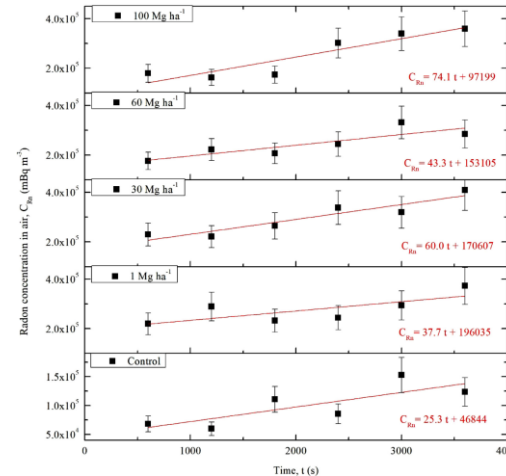 100 Mg ha⁻¹
4.0x10⁵
2.0x10⁵
C_Rn = 74.1 t + 97199
60 Mg ha⁻¹
4.0x10⁵
2.0x10⁵
C_Rn = 43.3 t + 153105
30 Mg ha⁻¹
4.0x10⁵
2.0x10⁵
C_Rn = 60.0 t + 170607
1 Mg ha⁻¹
4.0x10⁵
2.0x10⁵
C_Rn = 37.7 t + 196035
Control
1.5x10⁵
1.0x10⁵
5.0x10⁴
C_Rn = 25.3 t + 46844
0 1000 2000 3000
Time, t (s)
Radon concentration in air, C_Rn (mBq m⁻³)